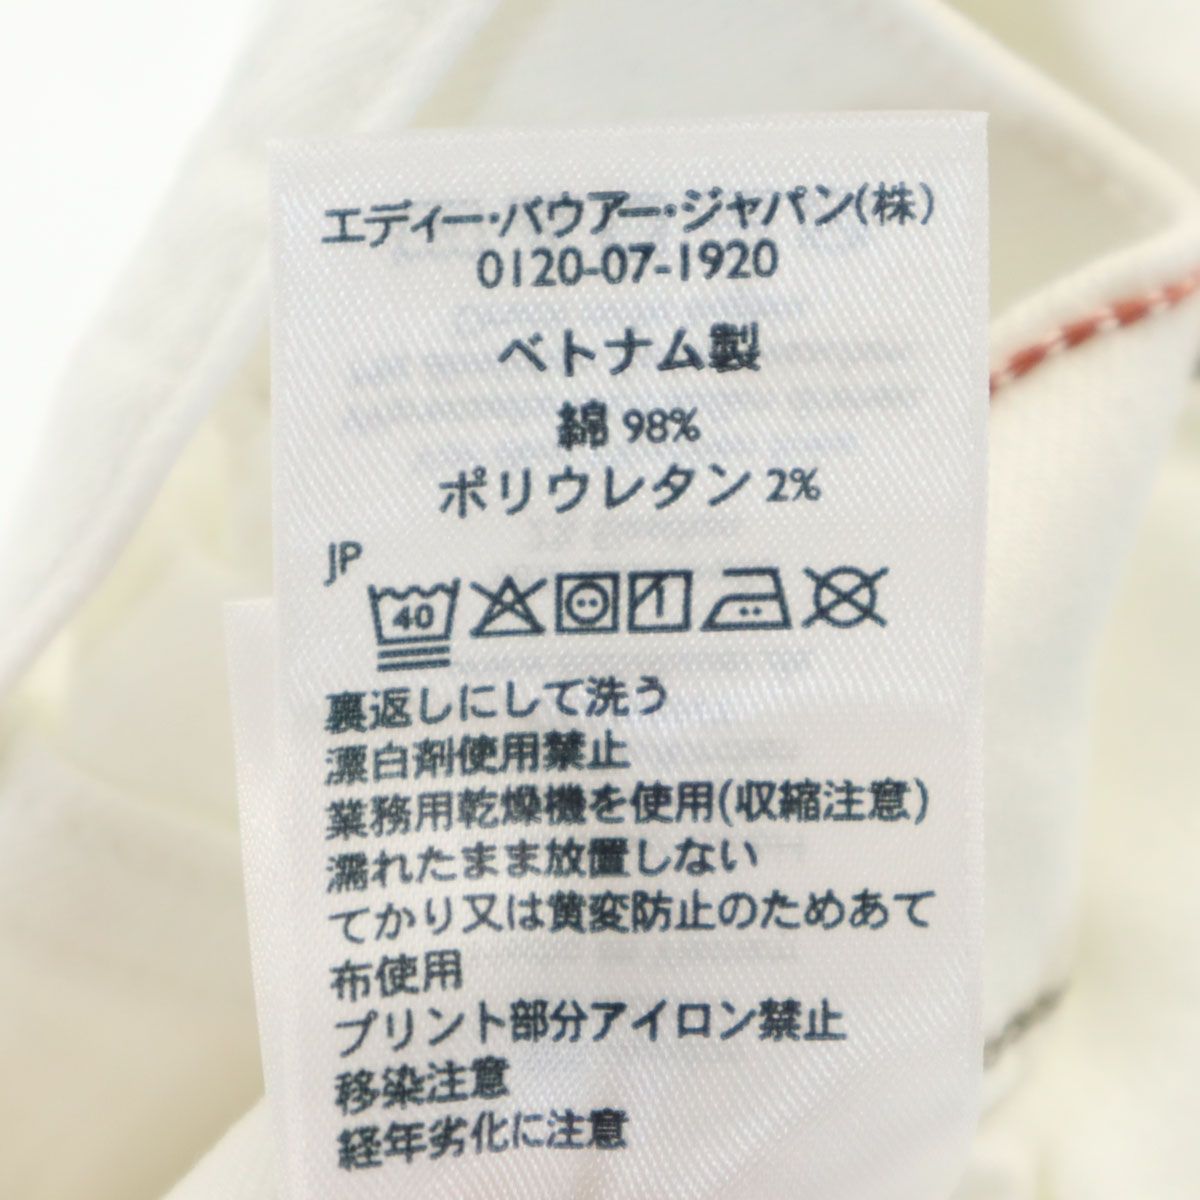 エディー・バウアー・ジャパン(株)
0120-07-1920
ベトナム製
綿 98%
ポリウレタン 2%
JP
40
裏返しにして洗う
漂白剤使用禁止
業務用乾燥機を使用(収縮注意)
濡れたまま放置しない
てかり又は黄変防止のためあて
布使用
プリント部分アイロン禁止
移染注意
経年劣化に注意